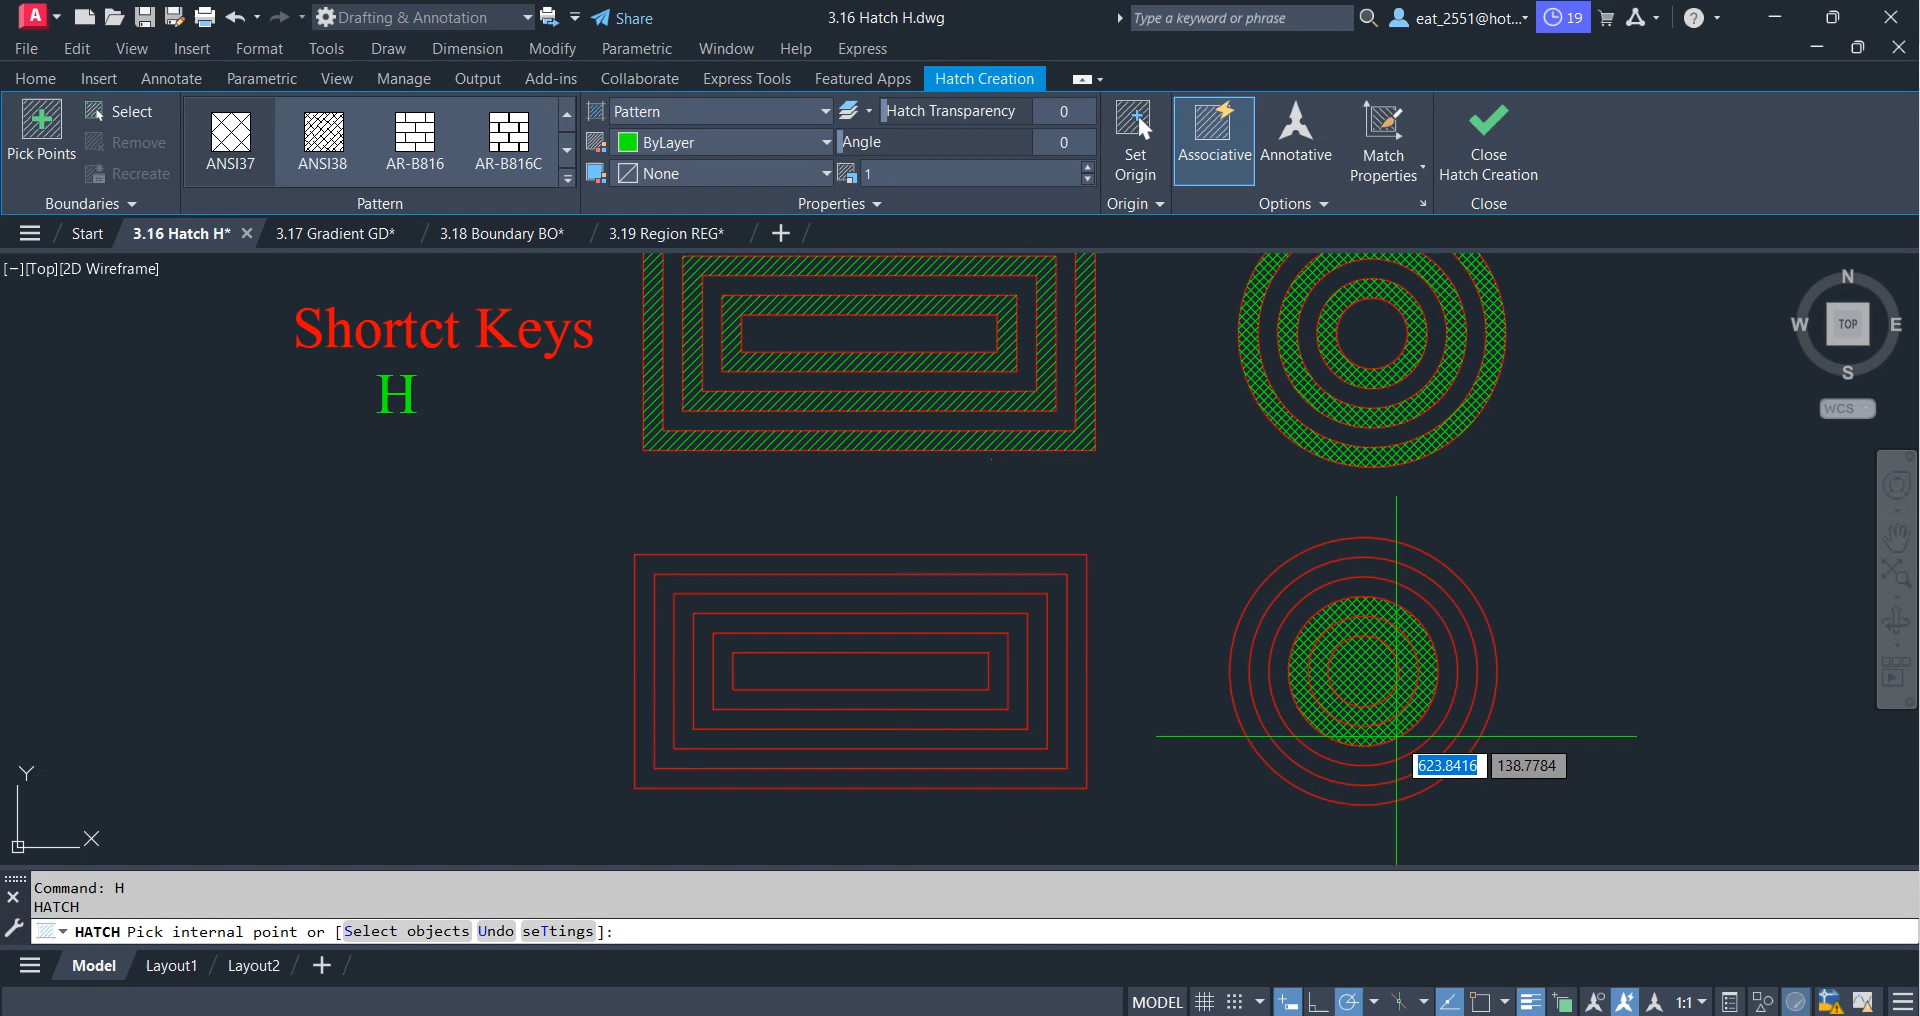 A Drafting & Annotation Share 3.16 Hatch H.dwg Type a keyword or phrase eat_2551@hot... 19 ?
File Edit View Insert Format Tools Draw Dimension Modify Parametric Window Help Express
Home Insert Annotate Parametric View Manage Output Add-ins Collaborate Express Tools Featured Apps Hatch Creation
Pick Points
Select
Remove
Recreate
Boundaries
ANSI37 ANSI38 AR-B816 AR-B816C
Pattern
Pattern Hatch Transparency 0
ByLayer Angle 0
None 1
Properties
Set
Origin
Origin
Associative Annotative
Match
Properties
Options
Close
Hatch Creation
Close
Start 3.16 Hatch H* 3.17 Gradient GD* 3.18 Boundary BO* 3.19 Region REG*
[−][Top][2D Wireframe]
Shortct Keys
H
N
W TOP E
S
WCS
623.8416 138.7784
Y
X
Command: H
HATCH
HATCH Pick internal point or [Select objects Undo seTtings]:
Model Layout1 Layout2
MODEL 1:1